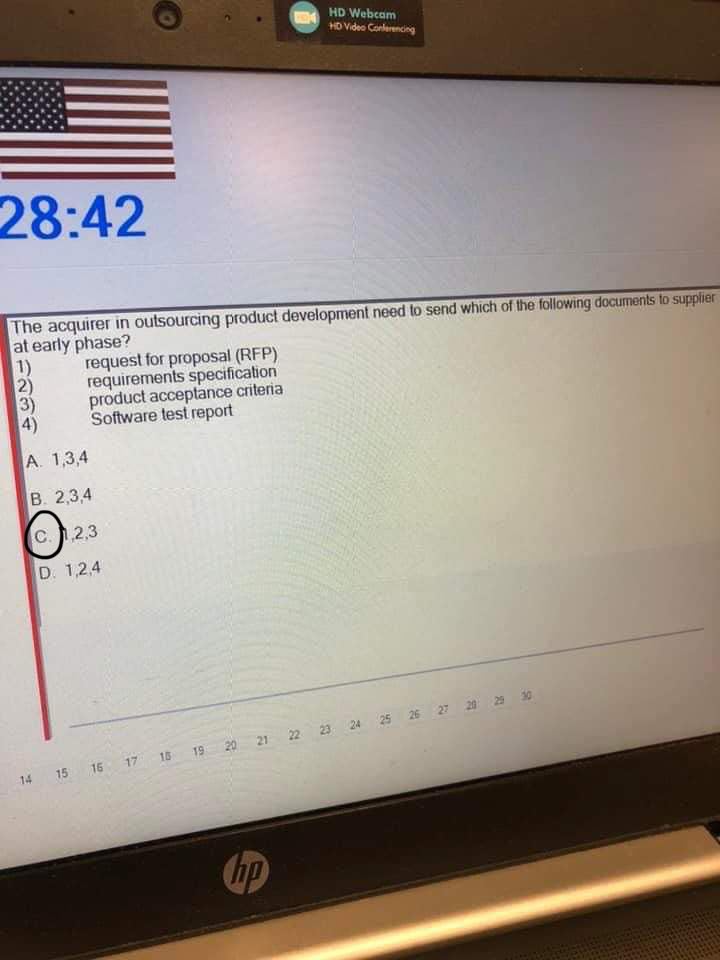 HD Webcam
HD Video Conferencing
28:42
The acquirer in outsourcing product development need to send which of the following documents to supplier
at early phase?
1) request for proposal (RFP)
2) requirements specification
3) product acceptance criteria
4) Software test report
A. 1,3,4
B. 2,3,4
C. 1,2,3
D. 1,2,4
14 15 16 17 18 19 20 21 22 23 24 25 26 27 28 29 30
hp